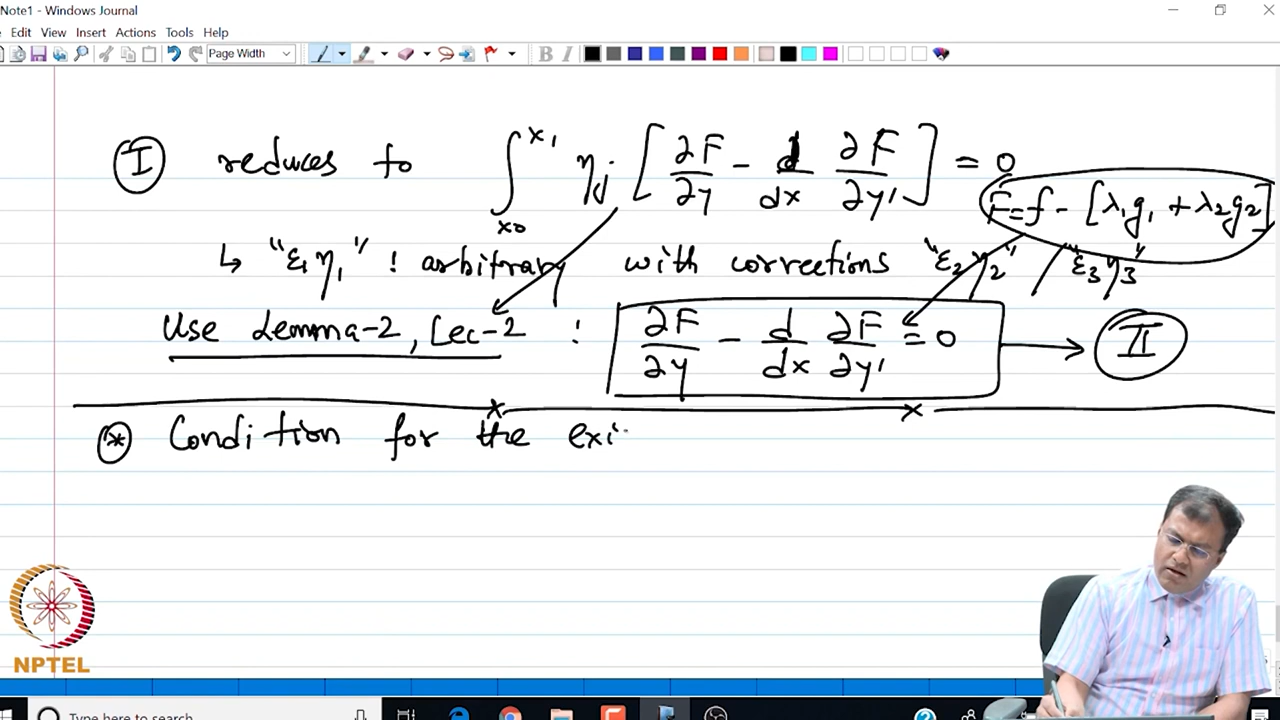 Note1 - Windows Journal
Edit View Insert Actions Tools Help
Page Width
B I
I reduces to ∫_{x0}^{x1} ηj [∂F/∂y - d/dx ∂F/∂y'] = 0
F = f - [λ1g1 + λ2g2]
↳ "ε1η1" : arbitrary with corrections "ε2η2" / "ε3η3"
Use Lemma-2, Lec-2 : ∂F/∂y - d/dx ∂F/∂y' ≡ 0 → II
* Condition for the exi
NPTEL
Type here to search